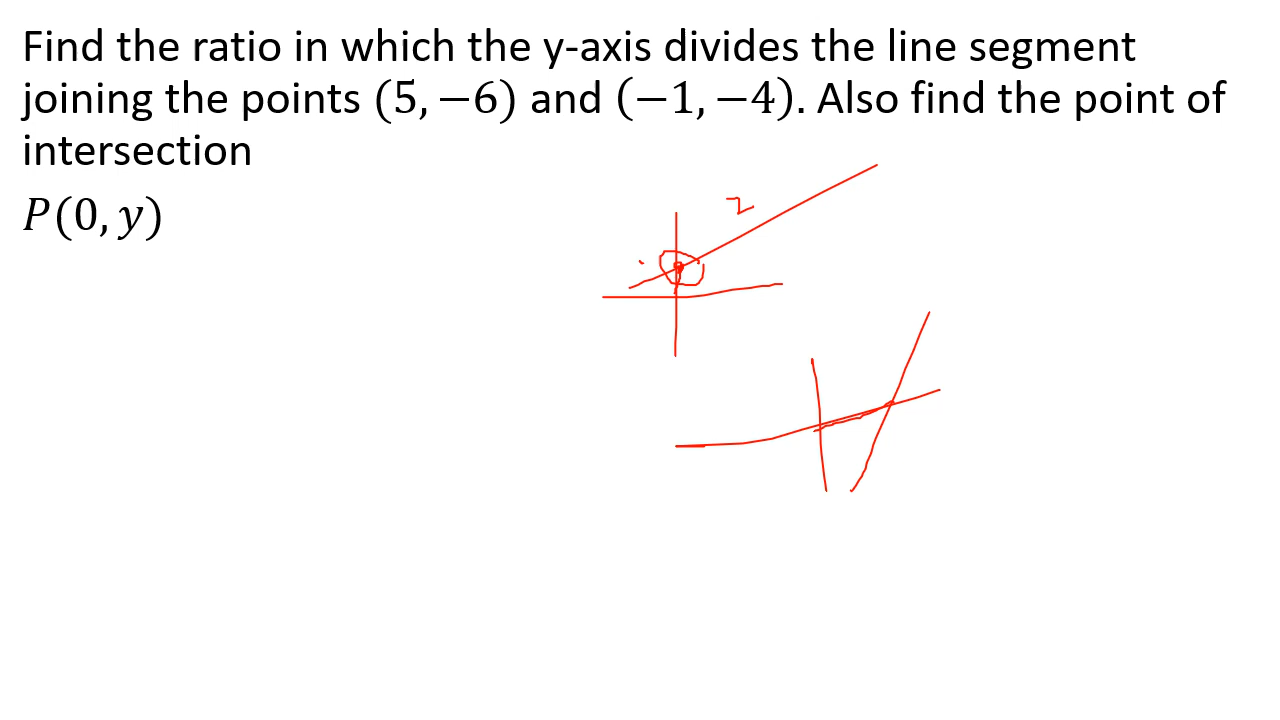 Find the ratio in which the y-axis divides the line segment
joining the points (5, −6) and (−1, −4). Also find the point of
intersection
P(0, y)
2